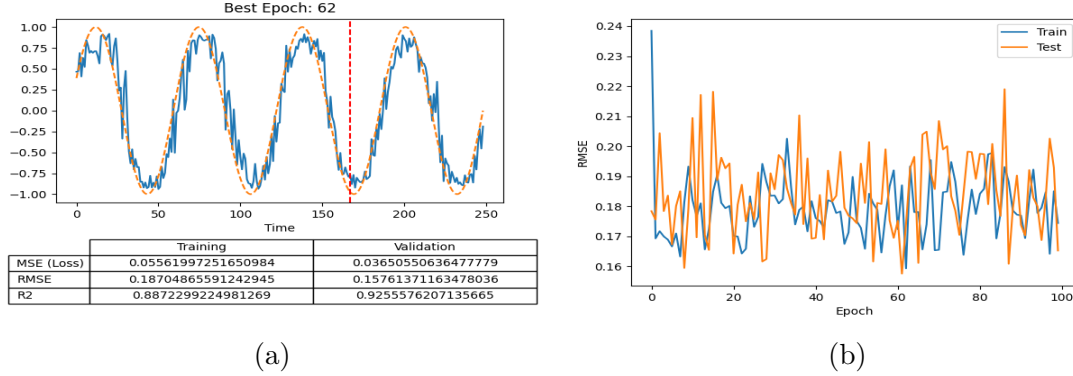 Best Epoch: 62
1.00
0.75
0.50
0.25
0.00
−0.25
−0.50
−0.75
−1.00
0
50
100
150
200
250
Time
Training Validation
MSE (Loss) 0.05561997251650984 0.03650550636477779
RMSE 0.18704865591242945 0.15761371163478036
R2 0.8872299224981269 0.9255576207135665
(a)
0.24
0.23
0.22
0.21
0.20
0.19
0.18
0.17
0.16
RMSE
Train
Test
0
20
40
60
80
100
Epoch
(b)